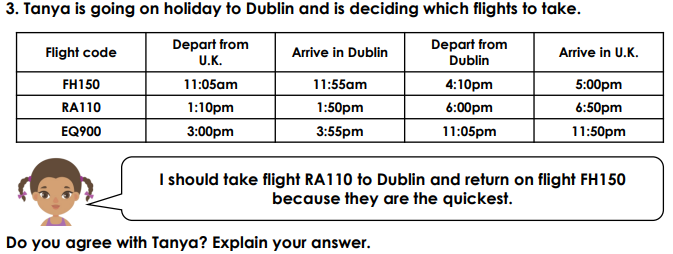 3. Tanya is going on holiday to Dublin and is deciding which flights to take.
Flight code | Depart from U.K. | Arrive in Dublin | Depart from Dublin | Arrive in U.K.
FH150 | 11:05am | 11:55am | 4:10pm | 5:00pm
RA110 | 1:10pm | 1:50pm | 6:00pm | 6:50pm
EQ900 | 3:00pm | 3:55pm | 11:05pm | 11:50pm
I should take flight RA110 to Dublin and return on flight FH150
because they are the quickest.
Do you agree with Tanya? Explain your answer.